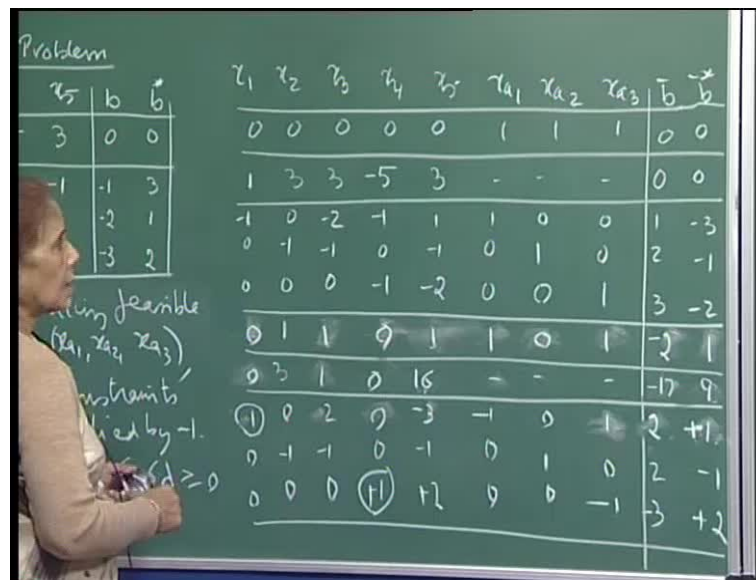 Problem
x5 b b*
3 0 0
-1 -1 3
-2 1
-3 2
feasible
(xa1, xa2, xa3)
by -1.
d ≥ 0
x1 x2 x3 x4 x5 xa1 xa2 xa3 b̄ b̄*
0 0 0 0 0 1 1 1 0 0
1 3 3 -5 3 - - - 0 0
-1 0 -2 -1 1 1 0 0 1 -3
0 -1 -1 0 -1 0 1 0 2 -1
0 0 0 -1 -2 0 0 1 3 -2
0 1 1 0 1 1 0 1 -2 1
0 3 1 0 16 - - - -17 9
-1 0 2 0 -3 -1 0 1 2 +1
0 -1 -1 0 -1 0 1 0 2 -1
0 0 0 +1 +2 0 0 -1 -3 +2